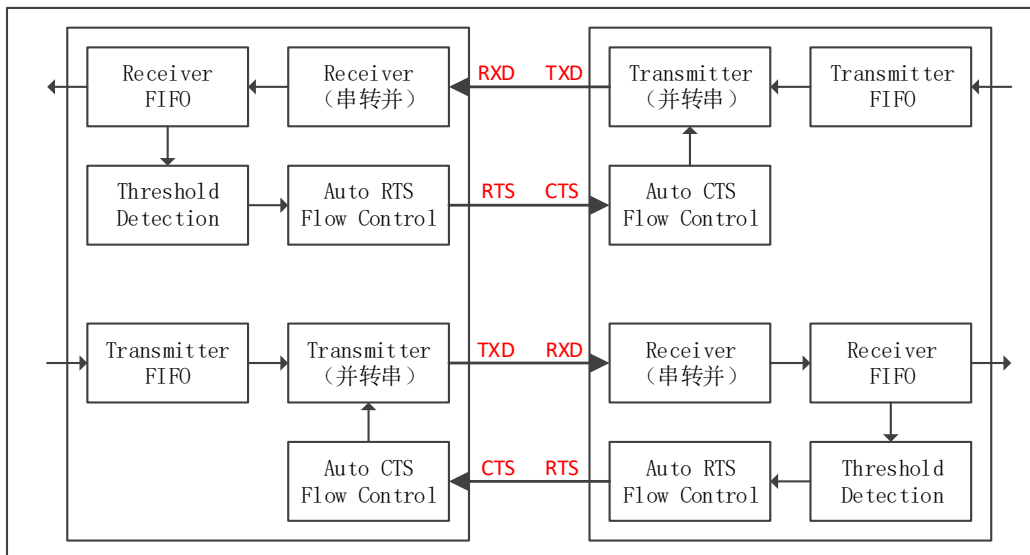 Receiver
FIFO
Receiver
（串转并）
RXD
TXD
Transmitter
（并转串）
Transmitter
FIFO
Threshold
Detection
Auto RTS
Flow Control
RTS
CTS
Auto CTS
Flow Control
Transmitter
FIFO
Transmitter
（并转串）
TXD
RXD
Receiver
（串转并）
Receiver
FIFO
Auto CTS
Flow Control
CTS
RTS
Auto RTS
Flow Control
Threshold
Detection